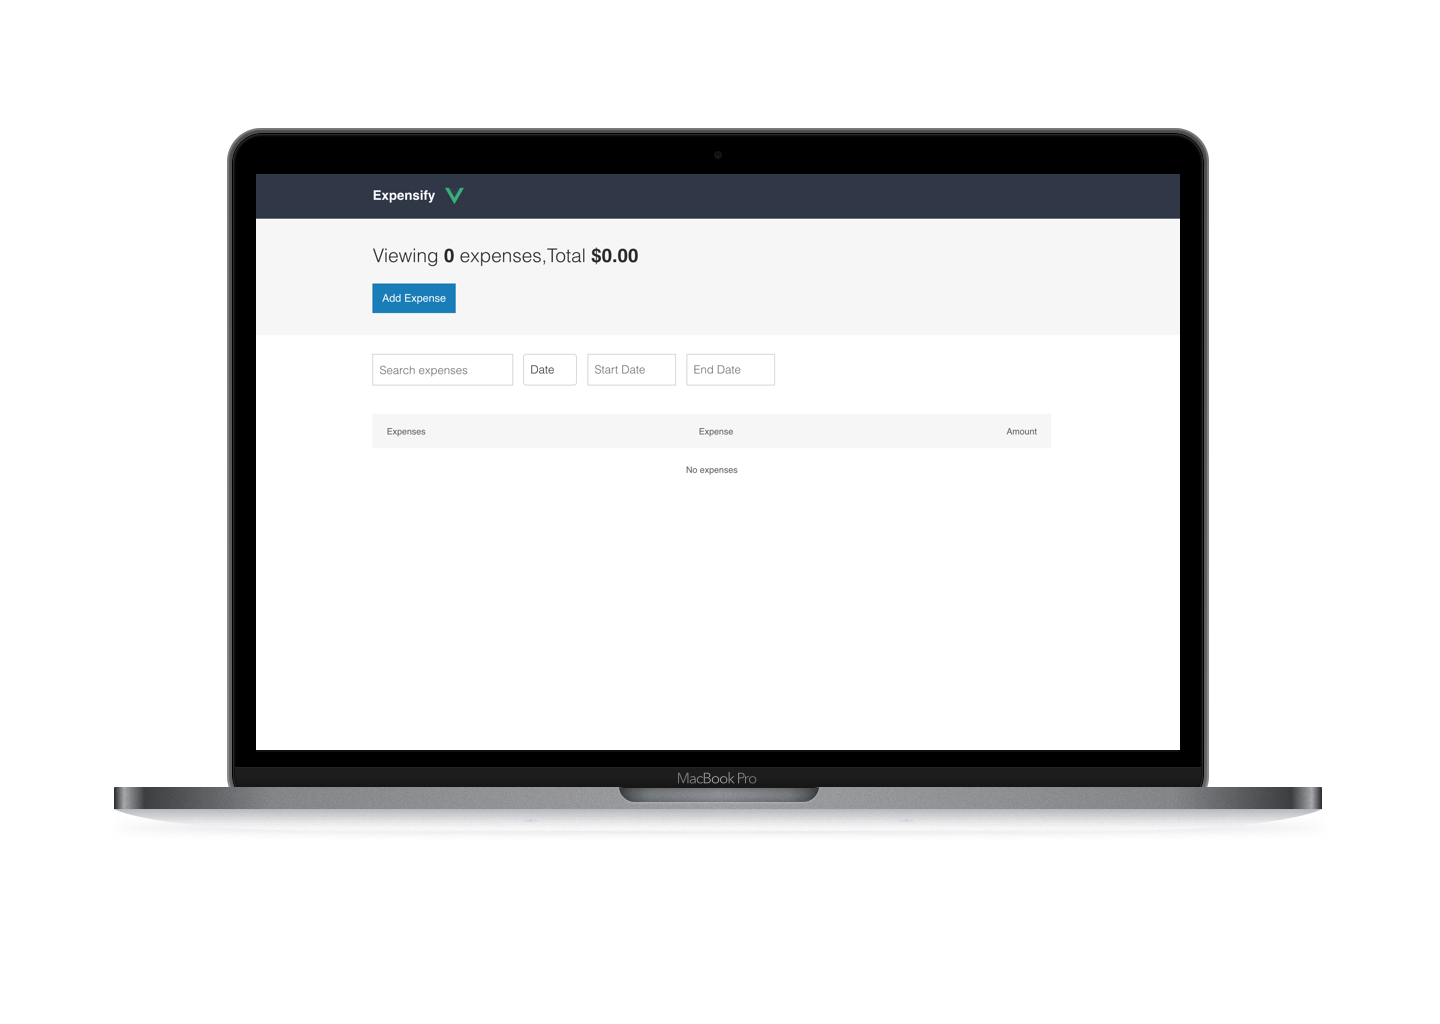 Expensify
Viewing 0 expenses,Total $0.00
Add Expense
Search expenses Date Start Date End Date
Expenses Expense Amount
No expenses
MacBook Pro